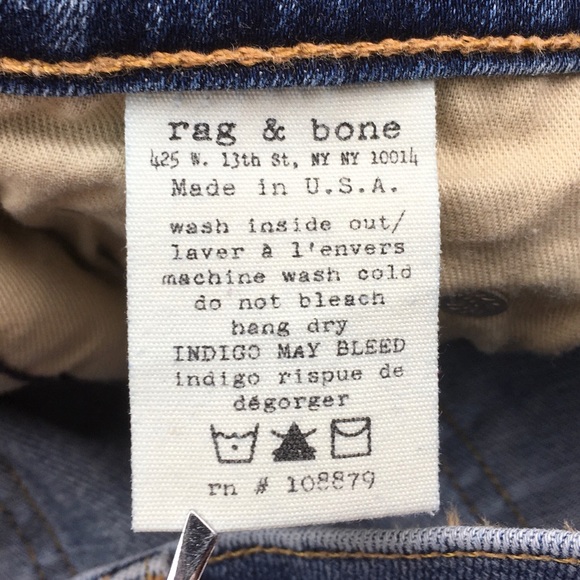 rag & bone
425 W. 13th St, NY NY 10014
Made in U.S.A.
wash inside out/
laver à l'envers
machine wash cold
do not bleach
hang dry
INDIGO MAY BLEED
indigo rispue de
dégorger
rn # 108879